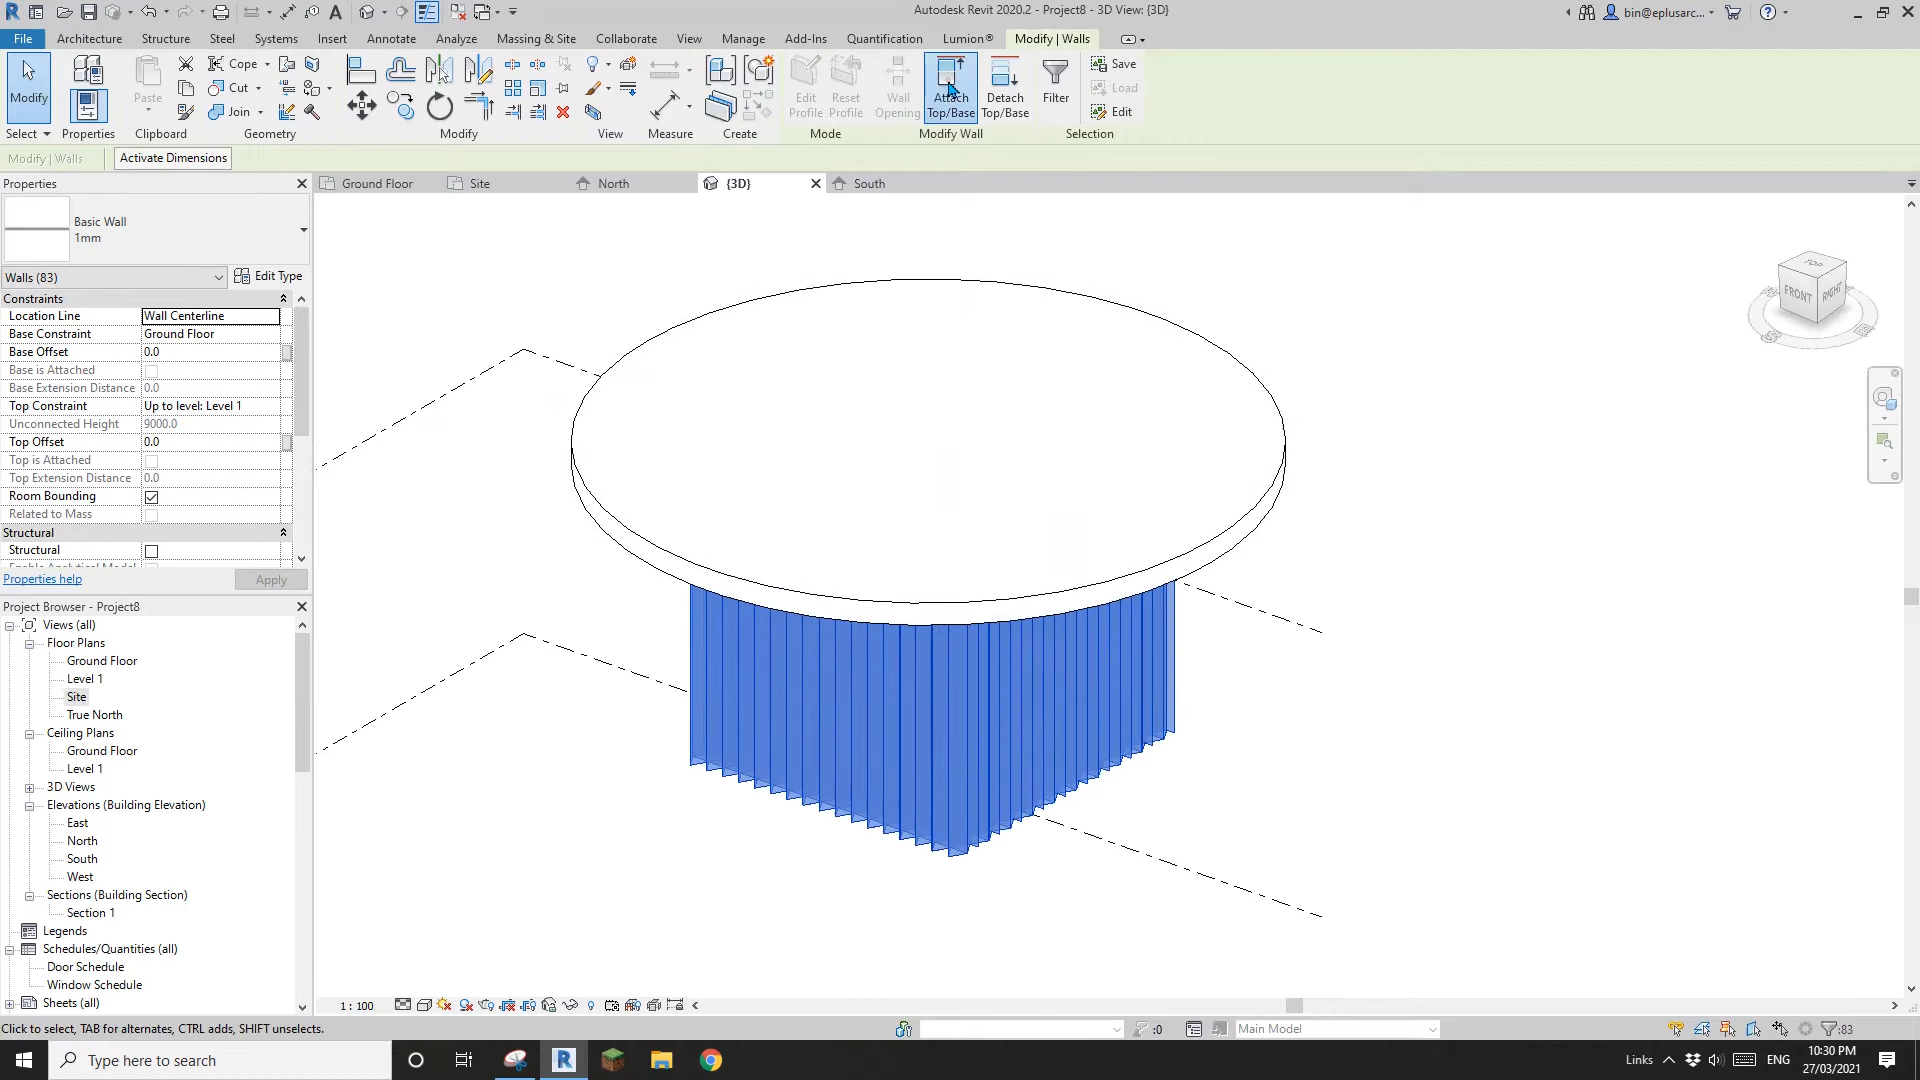 Autodesk Revit 2020.2 - Project8 - 3D View: {3D}
bin@eplusarc...
File Architecture Structure Steel Systems Insert Annotate Analyze Massing & Site Collaborate View Manage Add-Ins Quantification Lumion® Modify | Walls
Modify
Select
Properties
Paste
Cope
Cut
Join
Clipboard
Geometry
Modify
View
Measure
Create
Edit Profile
Reset Profile
Mode
Wall Opening
Attach Top/Base
Detach Top/Base
Modify Wall
Filter
Save
Load
Edit
Selection
Modify | Walls
Activate Dimensions
Properties
Basic Wall
1mm
Walls (83)
Edit Type
Constraints
Location Line Wall Centerline
Base Constraint Ground Floor
Base Offset 0.0
Base is Attached
Base Extension Distance 0.0
Top Constraint Up to level: Level 1
Unconnected Height 9000.0
Top Offset 0.0
Top is Attached
Top Extension Distance 0.0
Room Bounding
Related to Mass
Structural
Structural
Properties help
Apply
Project Browser - Project8
Views (all)
Floor Plans
Ground Floor
Level 1
Site
True North
Ceiling Plans
Ground Floor
Level 1
3D Views
Elevations (Building Elevation)
East
North
South
West
Sections (Building Section)
Section 1
Legends
Schedules/Quantities (all)
Door Schedule
Window Schedule
Sheets (all)
Ground Floor
Site
North
{3D}
South
TOP
FRONT
RIGHT
1 : 100
Click to select, TAB for alternates, CTRL adds, SHIFT unselects.
:0
Main Model
:83
Type here to search
Links
ENG
10:30 PM
27/03/2021